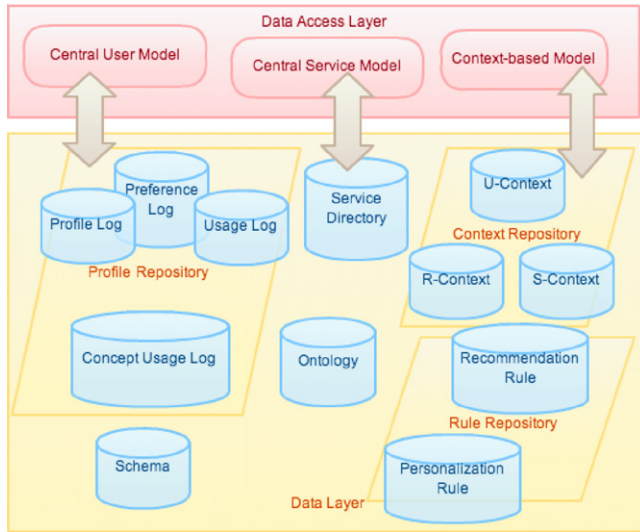 Data Access Layer
Central User Model
Central Service Model
Context-based Model
Preference
Log
Profile Log
Usage Log
Profile Repository
Service
Directory
U-Context
Context Repository
R-Context
S-Context
Concept Usage Log
Ontology
Recommendation
Rule
Rule Repository
Schema
Personalization
Rule
Data Layer